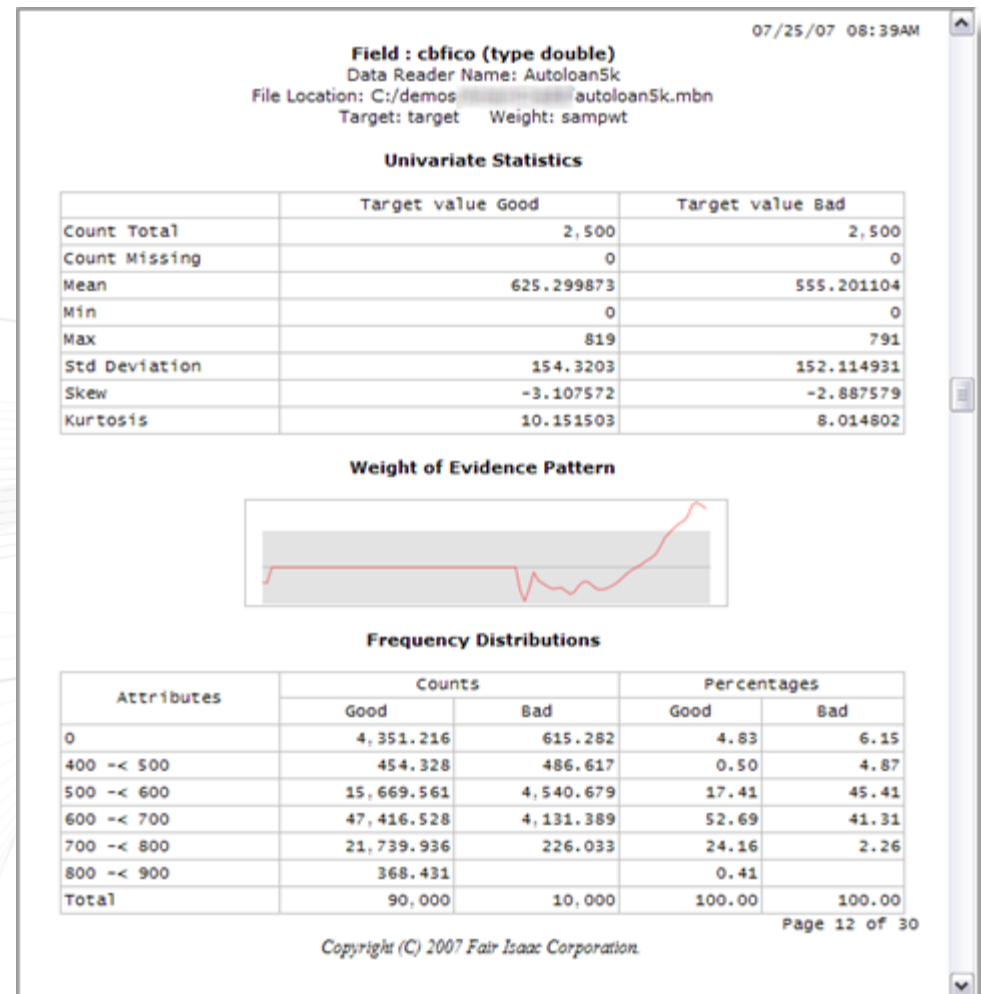 07/25/07 08:39AM
Field : cbfico (type double)
Data Reader Name: Autoloan5k
File Location: C:/demos autoloan5k.mbn
Target: target Weight: sampwt
Univariate Statistics
Target value Good Target value Bad
Count Total 2,500 2,500
Count Missing 0 0
Mean 625.299873 555.201104
Min 0 0
Max 819 791
Std Deviation 154.3203 152.114931
Skew -3.107572 -2.887579
Kurtosis 10.151503 8.014802
Weight of Evidence Pattern
Frequency Distributions
Attributes Counts Percentages
Good Bad Good Bad
0 4,351.216 615.282 4.83 6.15
400 -< 500 454.328 486.617 0.50 4.87
500 -< 600 15,669.561 4,540.679 17.41 45.41
600 -< 700 47,416.528 4,131.389 52.69 41.31
700 -< 800 21,739.936 226.033 24.16 2.26
800 -< 900 368.431 0.41
Total 90,000 10,000 100.00 100.00
Page 12 of 30
Copyright (C) 2007 Fair Isaac Corporation.